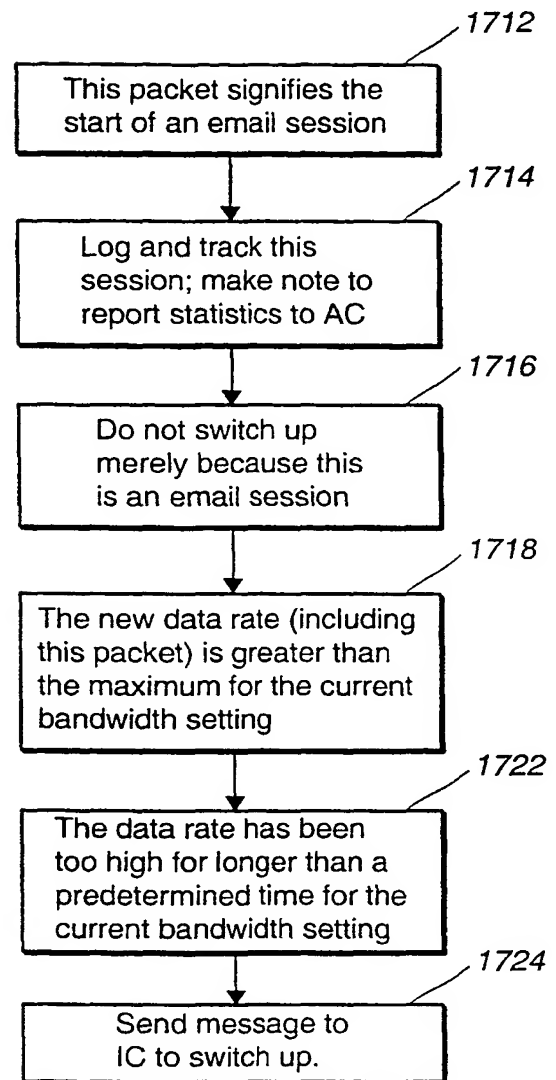 1712
This packet signifies the
start of an email session
1714
Log and track this
session; make note to
report statistics to AC
1716
Do not switch up
merely because this
is an email session
1718
The new data rate (including
this packet) is greater than
the maximum for the current
bandwidth setting
1722
The data rate has been
too high for longer than a
predetermined time for the
current bandwidth setting
1724
Send message to
IC to switch up.